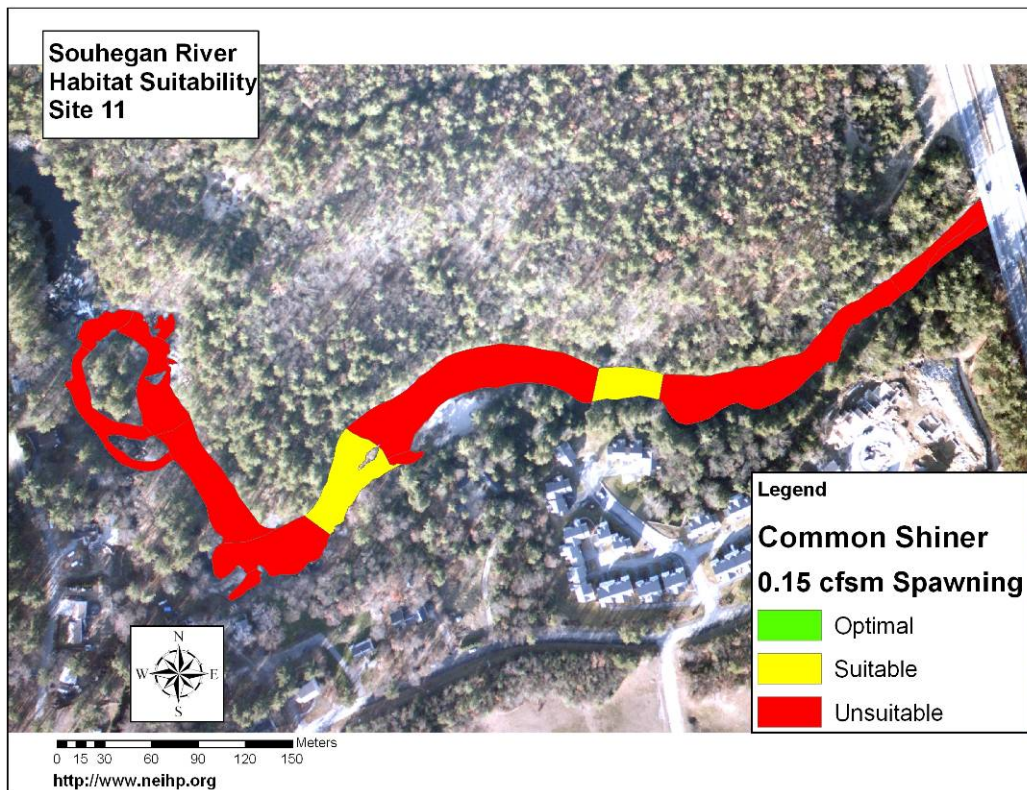 Souhegan River
Habitat Suitability
Site 11
Legend
Common Shiner
0.15 cfsm Spawning
Optimal
Suitable
Unsuitable
N
W E
S
Meters
0 15 30 60 90 120 150
http://www.neihp.org